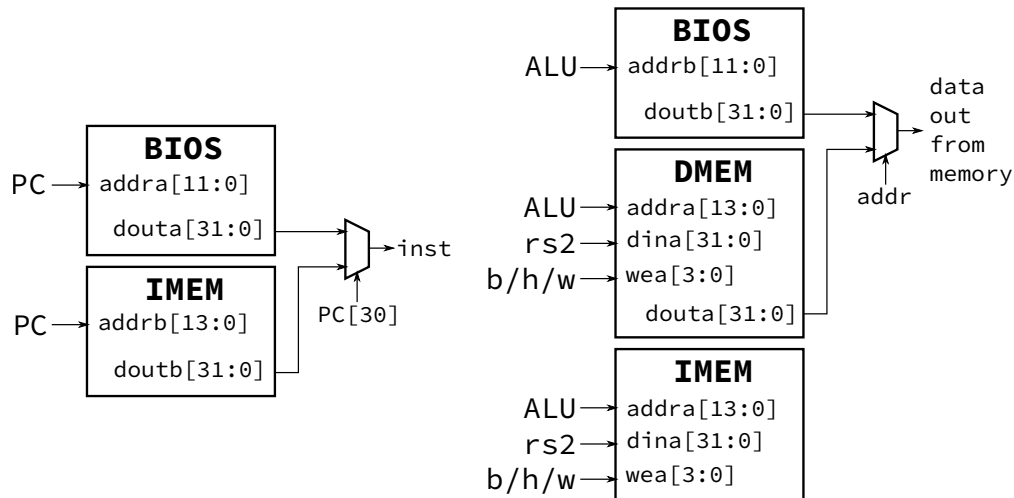 BIOS
PC
addra[11:0]
douta[31:0]
IMEM
PC
addrb[13:0]
doutb[31:0]
inst
PC[30]
BIOS
ALU
addrb[11:0]
doutb[31:0]
DMEM
ALU
addra[13:0]
rs2
dina[31:0]
b/h/w
wea[3:0]
douta[31:0]
IMEM
ALU
addra[13:0]
rs2
dina[31:0]
b/h/w
wea[3:0]
addr
data
out
from
memory